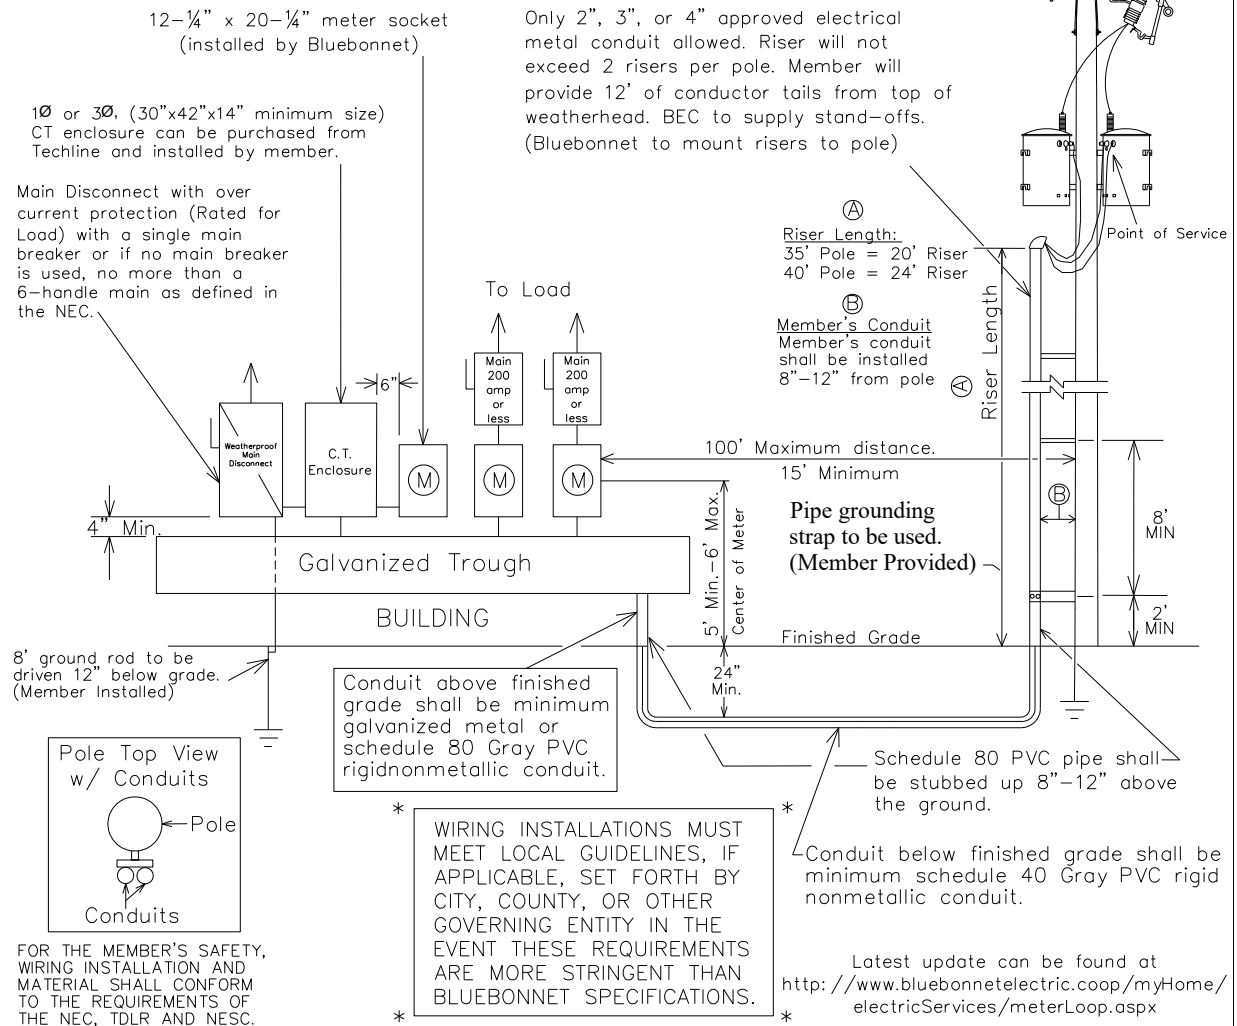 12-¼" x 20-¼" meter socket
(installed by Bluebonnet)
Only 2", 3", or 4" approved electrical
metal conduit allowed. Riser will not
exceed 2 risers per pole. Member will
provide 12' of conductor tails from top of
weatherhead. BEC to supply stand-offs.
(Bluebonnet to mount risers to pole)
1Ø or 3Ø, (30"x42"x14" minimum size)
CT enclosure can be purchased from
Techline and installed by member.
Main Disconnect with over
current protection (Rated for
Load) with a single main
breaker or if no main breaker
is used, no more than a
6-handle main as defined in
the NEC.
A
Riser Length:
35' Pole = 20' Riser
40' Pole = 24' Riser
Point of Service
B
Member's Conduit
Member's conduit
shall be installed
8"-12" from pole
A
Riser Length
To Load
Main
200
amp
or
less
Main
200
amp
or
less
6"
Weatherproof
Main
Disconnect
C.T.
Enclosure
M
M
M
100' Maximum distance.
15' Minimum
B
4" Min.
5' Min.-6' Max.
Center of Meter
Pipe grounding
strap to be used.
(Member Provided)
8'
MIN
Galvanized Trough
BUILDING
Finished Grade
2'
MIN
8' ground rod to be
driven 12" below grade.
(Member Installed)
24"
Min.
Conduit above finished
grade shall be minimum
galvanized metal or
schedule 80 Gray PVC
rigidnonmetallic conduit.
Schedule 80 PVC pipe shall
be stubbed up 8"-12" above
the ground.
Pole Top View
w/ Conduits
Pole
Conduits
* *
WIRING INSTALLATIONS MUST
MEET LOCAL GUIDELINES, IF
APPLICABLE, SET FORTH BY
CITY, COUNTY, OR OTHER
GOVERNING ENTITY IN THE
EVENT THESE REQUIREMENTS
ARE MORE STRINGENT THAN
BLUEBONNET SPECIFICATIONS.
* *
Conduit below finished grade shall be
minimum schedule 40 Gray PVC rigid
nonmetallic conduit.
FOR THE MEMBER'S SAFETY,
WIRING INSTALLATION AND
MATERIAL SHALL CONFORM
TO THE REQUIREMENTS OF
THE NEC, TDLR AND NESC.
Latest update can be found at
http://www.bluebonnetelectric.coop/myHome/
electricServices/meterLoop.aspx